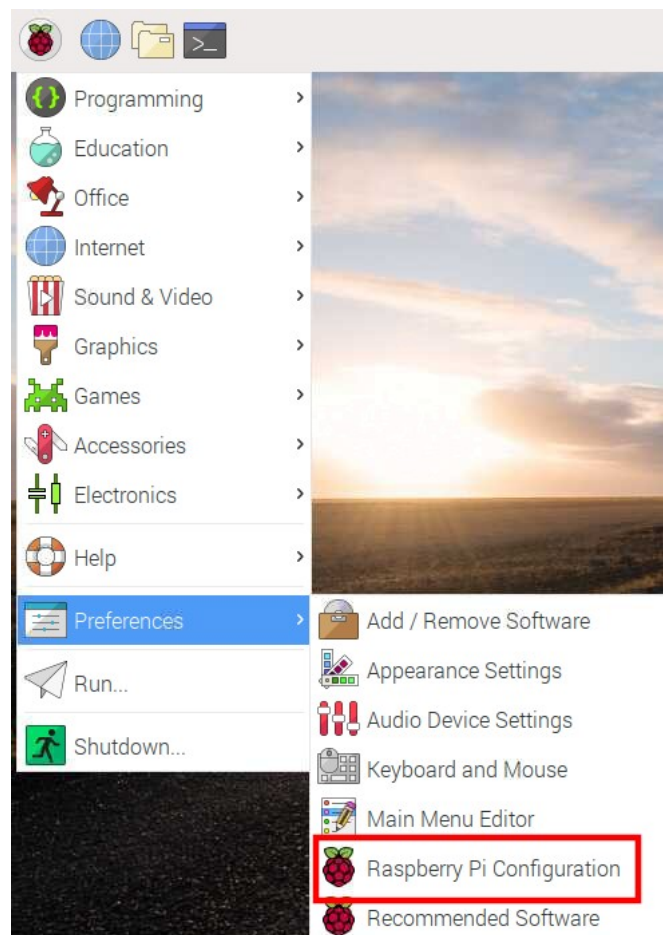 >_
Programming
Education
Office
Internet
Sound & Video
Graphics
Games
Accessories
Electronics
Help
Preferences
Run...
Shutdown...
Add / Remove Software
Appearance Settings
Audio Device Settings
Keyboard and Mouse
Main Menu Editor
Raspberry Pi Configuration
Recommended Software